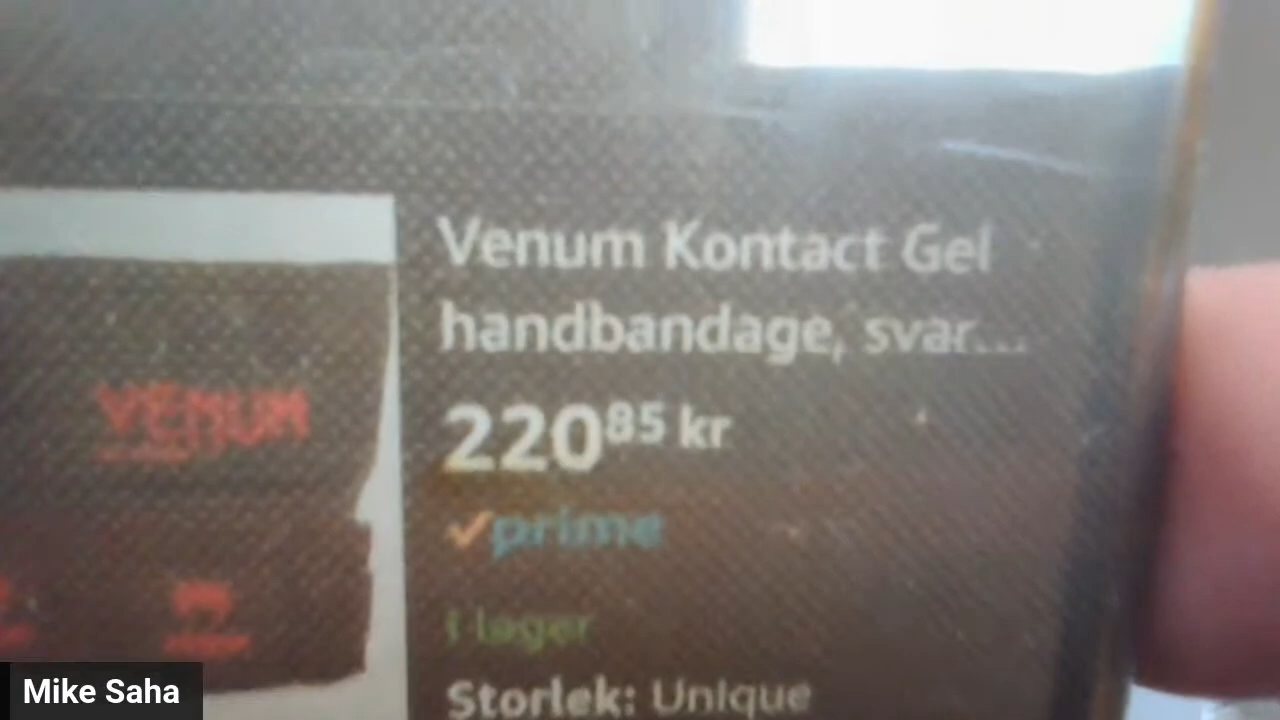 Venum Kontact Gel
handbandage, svar...
220⁸⁵ kr
prime
I lager
Storlek: Unique
VENUM
Mike Saha